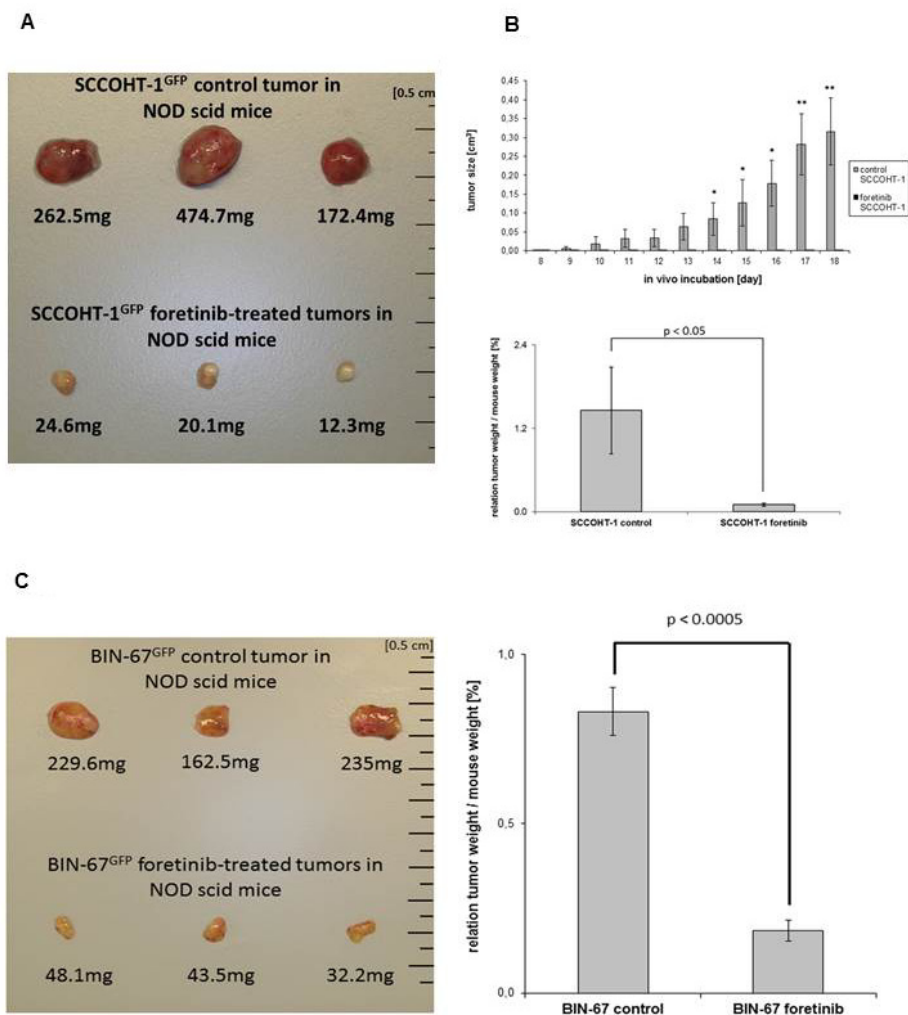 A
SCCOHT-1GFP control tumor in
NOD scid mice
[0.5 cm]
262.5mg
474.7mg
172.4mg
SCCOHT-1GFP foretinib-treated tumors in
NOD scid mice
24.6mg
20.1mg
12.3mg
B
tumor size [cm³]
0,45
0,40
0,35
0,30
0,25
0,20
0,15
0,10
0,05
0,00
*
*
*
**
**
8
9
10
11
12
13
14
15
16
17
18
in vivo incubation [day]
control
SCCOHT-1
foretinib
SCCOHT-1
relation tumor weight / mouse weight [%]
2.4
1.2
0.0
p < 0.05
SCCOHT-1 control
SCCOHT-1 foretinib
C
BIN-67GFP control tumor in
NOD scid mice
[0.5 cm]
229.6mg
162.5mg
235mg
BIN-67GFP foretinib-treated tumors in
NOD scid mice
48.1mg
43.5mg
32.2mg
relation tumor weight / mouse weight [%]
1,0
0,5
0,0
p < 0.0005
BIN-67 control
BIN-67 foretinib